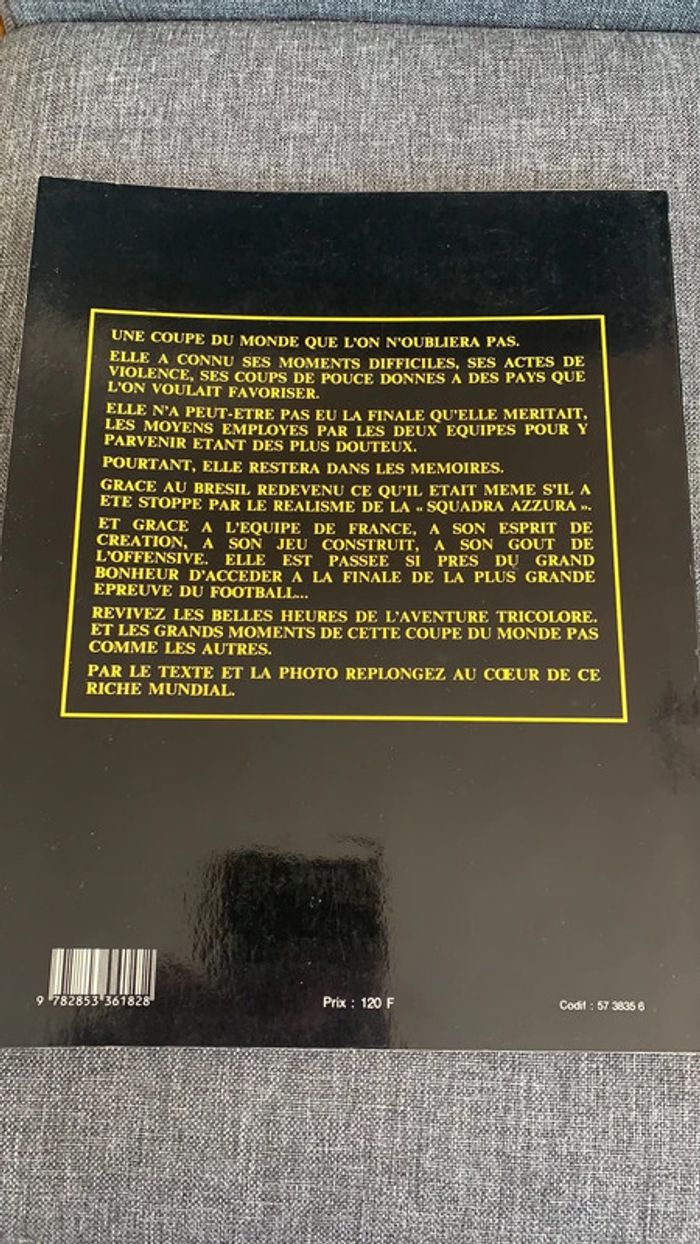 UNE COUPE DU MONDE QUE L'ON N'OUBLIERA PAS.
ELLE A CONNU SES MOMENTS DIFFICILES, SES ACTES DE
VIOLENCE, SES COUPS DE POUCE DONNES A DES PAYS QUE
L'ON VOULAIT FAVORISER.
ELLE N'A PEUT-ETRE PAS EU LA FINALE QU'ELLE MERITAIT,
LES MOYENS EMPLOYES PAR LES DEUX EQUIPES POUR Y
PARVENIR ETANT DES PLUS DOUTEUX.
POURTANT, ELLE RESTERA DANS LES MEMOIRES.
GRACE AU BRESIL REDEVENU CE QU'IL ETAIT MEME S'IL A
ETE STOPPE PAR LE REALISME DE LA « SQUADRA AZZURA ».
ET GRACE A L'EQUIPE DE FRANCE, A SON ESPRIT DE
CREATION, A SON JEU CONSTRUIT, A SON GOUT DE
L'OFFENSIVE. ELLE EST PASSEE SI PRES DU GRAND
BONHEUR D'ACCEDER A LA FINALE DE LA PLUS GRANDE
EPREUVE DU FOOTBALL...
REVIVEZ LES BELLES HEURES DE L'AVENTURE TRICOLORE.
ET LES GRANDS MOMENTS DE CETTE COUPE DU MONDE PAS
COMME LES AUTRES.
PAR LE TEXTE ET LA PHOTO REPLONGEZ AU CŒUR DE CE
RICHE MUNDIAL.
9 782853 361828
Prix : 120 F
Codif : 57 3835 6